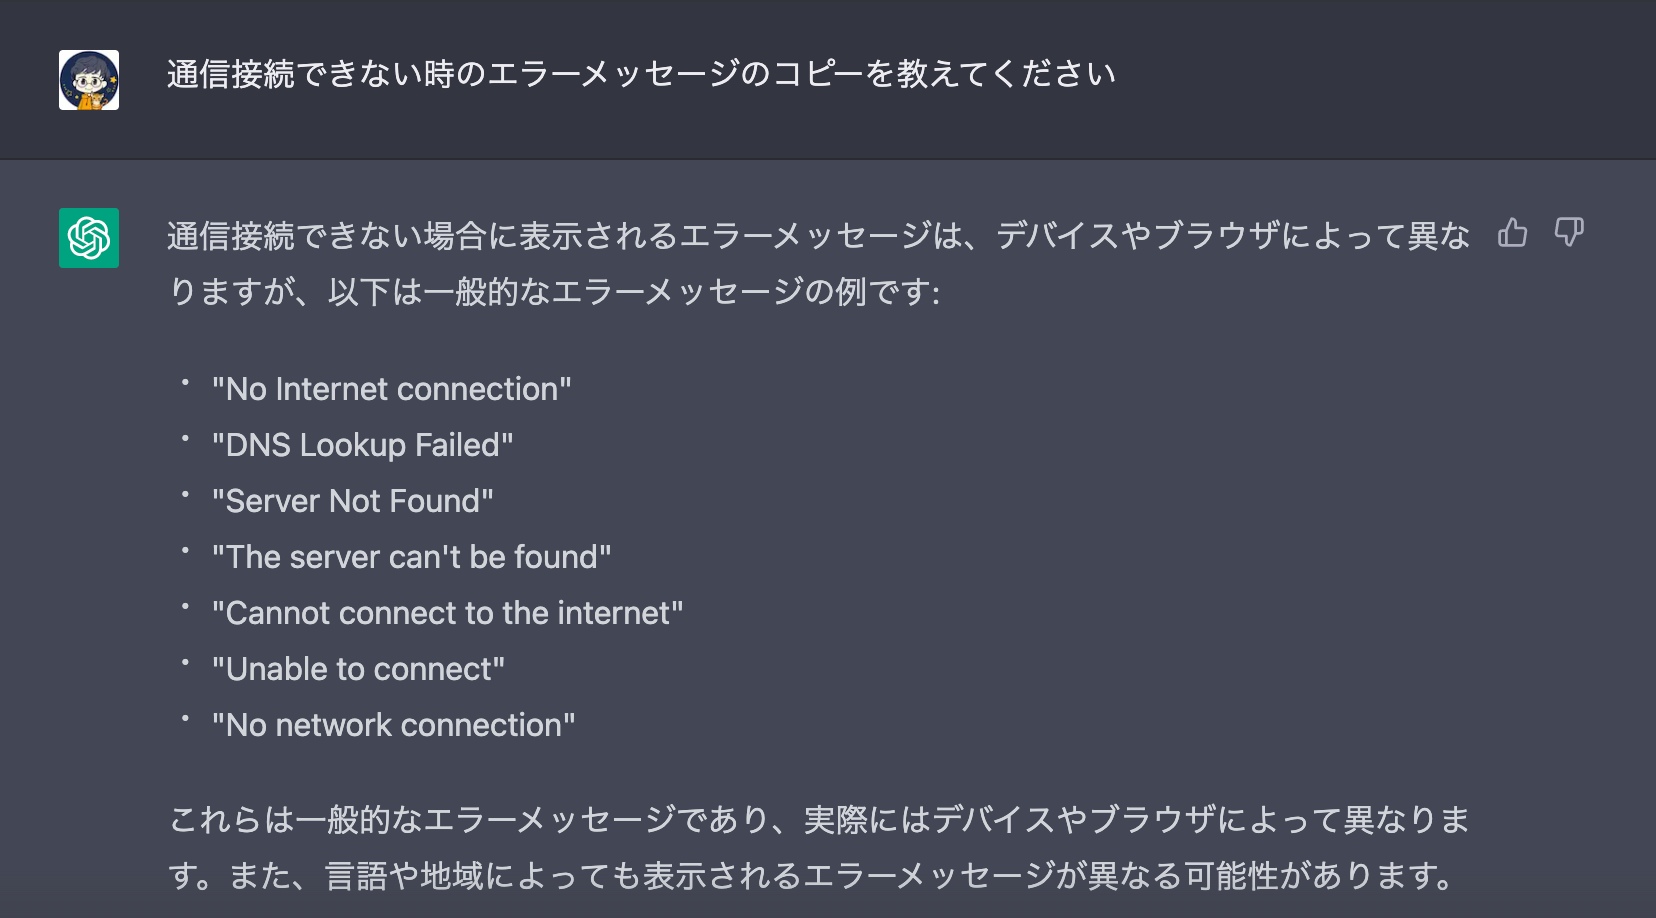 通信接続できない時のエラーメッセージのコピーを教えてください
通信接続できない場合に表示されるエラーメッセージは、デバイスやブラウザによって異な
りますが、以下は一般的なエラーメッセージの例です:
• "No Internet connection"
• "DNS Lookup Failed"
• "Server Not Found"
• "The server can't be found"
• "Cannot connect to the internet"
• "Unable to connect"
• "No network connection"
これらは一般的なエラーメッセージであり、実際にはデバイスやブラウザによって異なりま
す。また、言語や地域によっても表示されるエラーメッセージが異なる可能性があります。